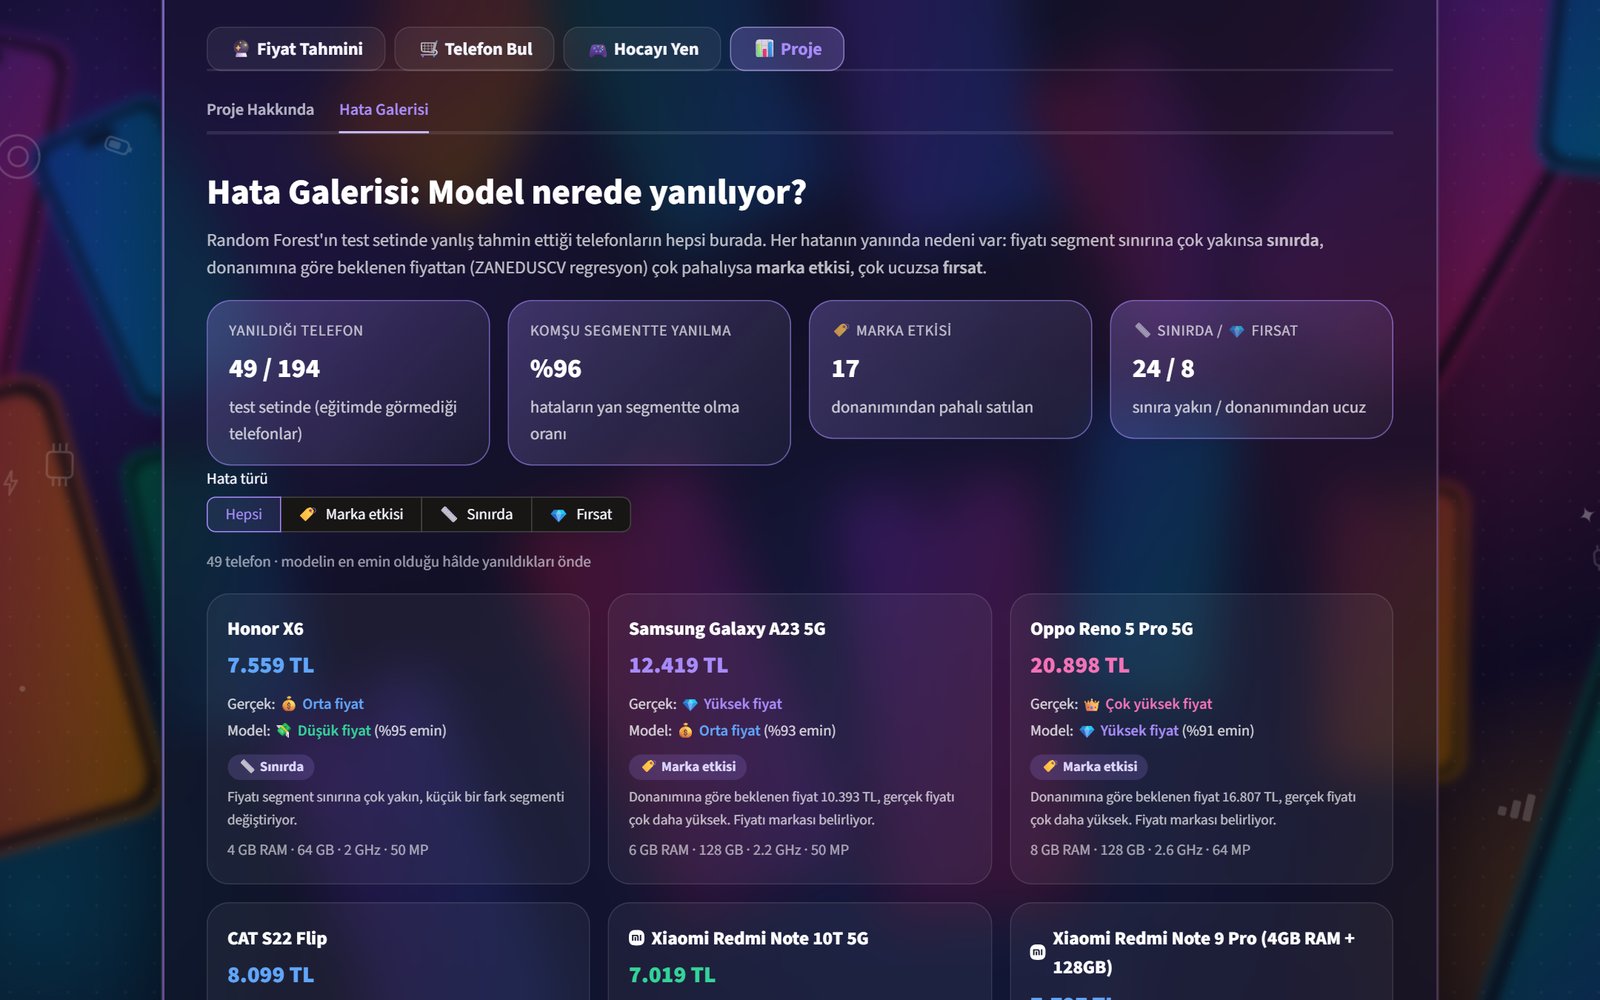 Fiyat Tahmini
Telefon Bul
Hocayı Yen
Proje
Proje Hakkında
Hata Galerisi
Hata Galerisi: Model nerede yanılıyor?
Random Forest'ın test setinde yanlış tahmin ettiği telefonların hepsi burada. Her hatanın yanında nedeni var: fiyatı segment sınırına çok yakınsa sınırda,
donanımına göre beklenen fiyattan (ZANEDUSCV regresyon) çok pahalıysa marka etkisi, çok ucuzsa fırsat.
YANILDIĞI TELEFON
49 / 194
test setinde (eğitimde görmediği
telefonlar)
KOMŞU SEGMENTTE YANILMA
%96
hataların yan segmentte olma
oranı
MARKA ETKİSİ
17
donanımından pahalı satılan
SINIRDA / FIRSAT
24 / 8
sınıra yakın / donanımından ucuz
Hata türü
Hepsi
Marka etkisi
Sınırda
Fırsat
49 telefon · modelin en emin olduğu hâlde yanıldıkları önde
Honor X6
7.559 TL
Gerçek: Orta fiyat
Model: Düşük fiyat (%95 emin)
Sınırda
Fiyatı segment sınırına çok yakın, küçük bir fark segmenti
değiştiriyor.
4 GB RAM · 64 GB · 2 GHz · 50 MP
Samsung Galaxy A23 5G
12.419 TL
Gerçek: Yüksek fiyat
Model: Orta fiyat (%93 emin)
Marka etkisi
Donanımına göre beklenen fiyat 10.393 TL, gerçek fiyatı
çok daha yüksek. Fiyatı markası belirliyor.
6 GB RAM · 128 GB · 2.2 GHz · 50 MP
Oppo Reno 5 Pro 5G
20.898 TL
Gerçek: Çok yüksek fiyat
Model: Yüksek fiyat (%91 emin)
Marka etkisi
Donanımına göre beklenen fiyat 16.807 TL, gerçek fiyatı
çok daha yüksek. Fiyatı markası belirliyor.
8 GB RAM · 128 GB · 2.6 GHz · 64 MP
CAT S22 Flip
8.099 TL
Xiaomi Redmi Note 10T 5G
7.019 TL
Xiaomi Redmi Note 9 Pro (4GB RAM +
128GB)